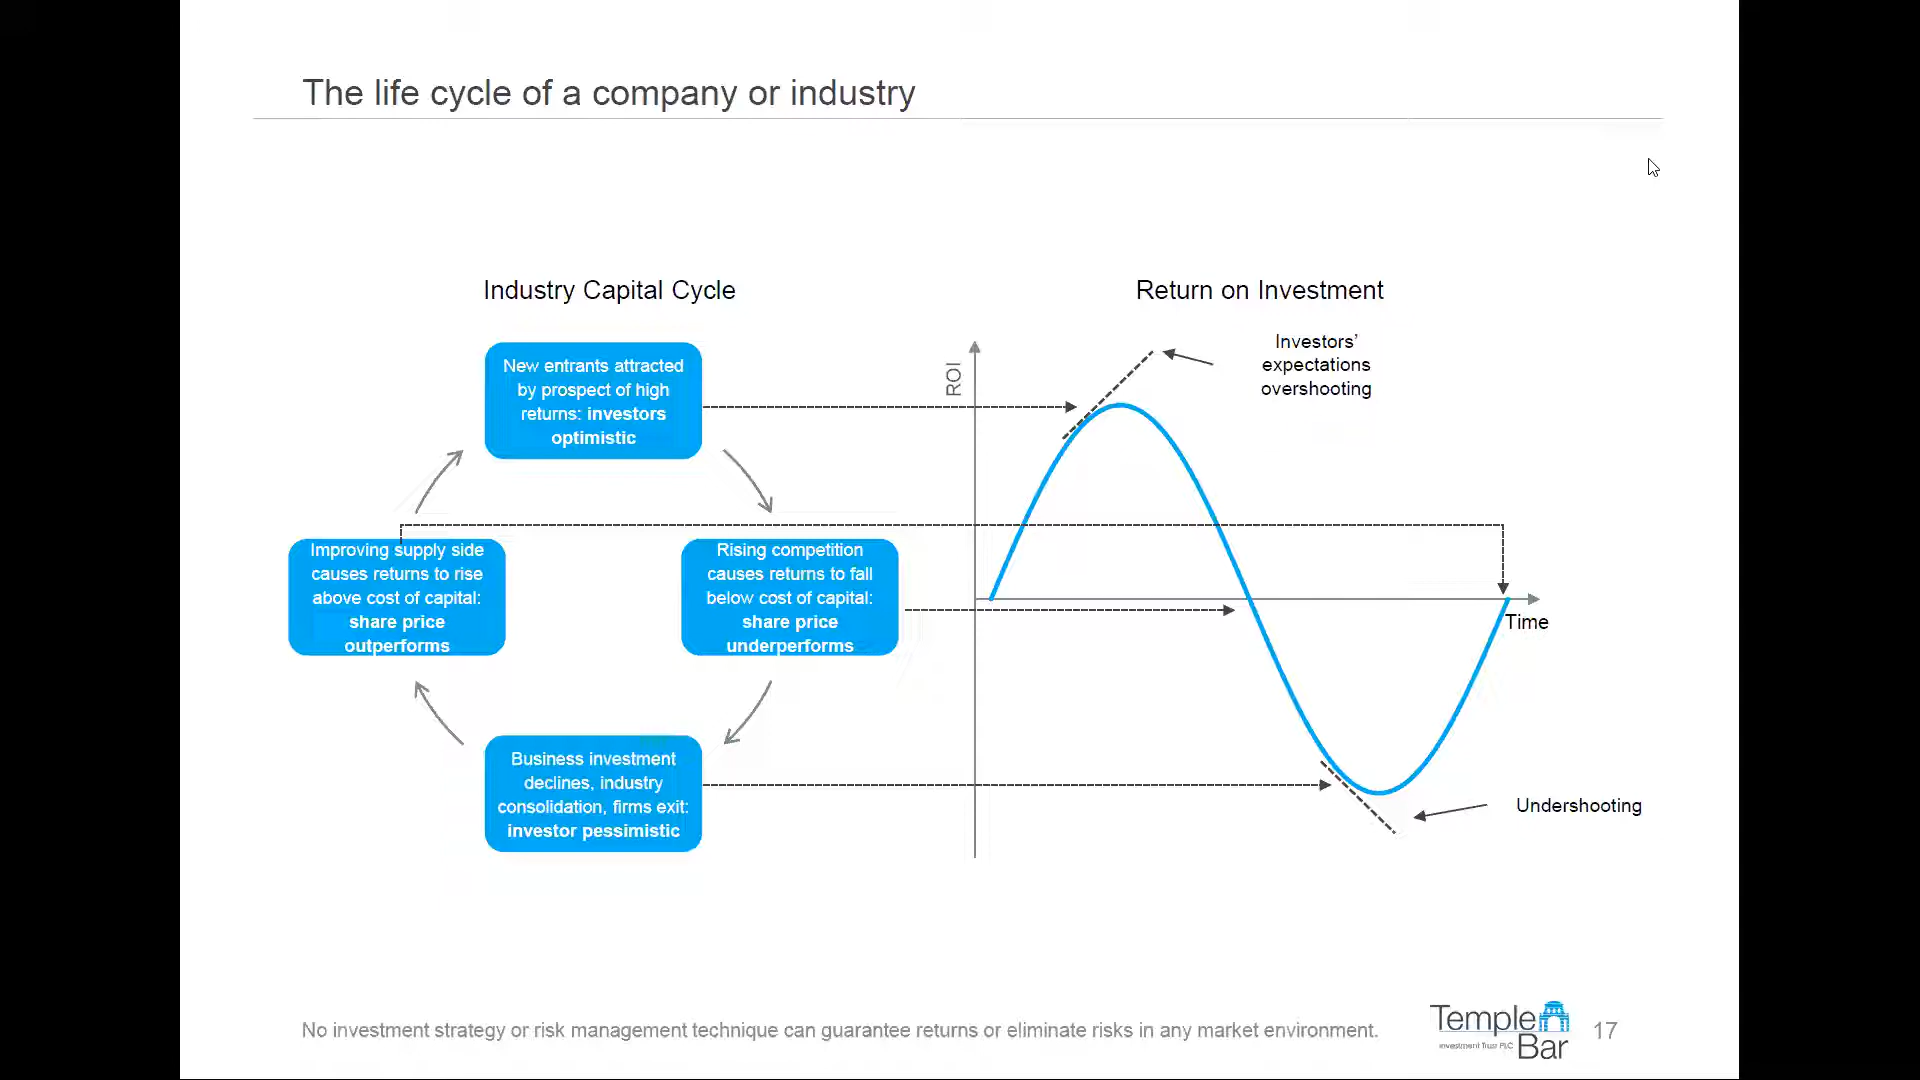 The life cycle of a company or industry
Industry Capital Cycle
New entrants attracted
by prospect of high
returns: investors
optimistic
Improving supply side
causes returns to rise
above cost of capital:
share price
outperforms
Rising competition
causes returns to fall
below cost of capital:
share price
underperforms
Business investment
declines, industry
consolidation, firms exit:
investor pessimistic
Return on Investment
ROI
Investors’
expectations
overshooting
Time
Undershooting
No investment strategy or risk management technique can guarantee returns or eliminate risks in any market environment.
Temple
Investment Trust PLC Bar
17